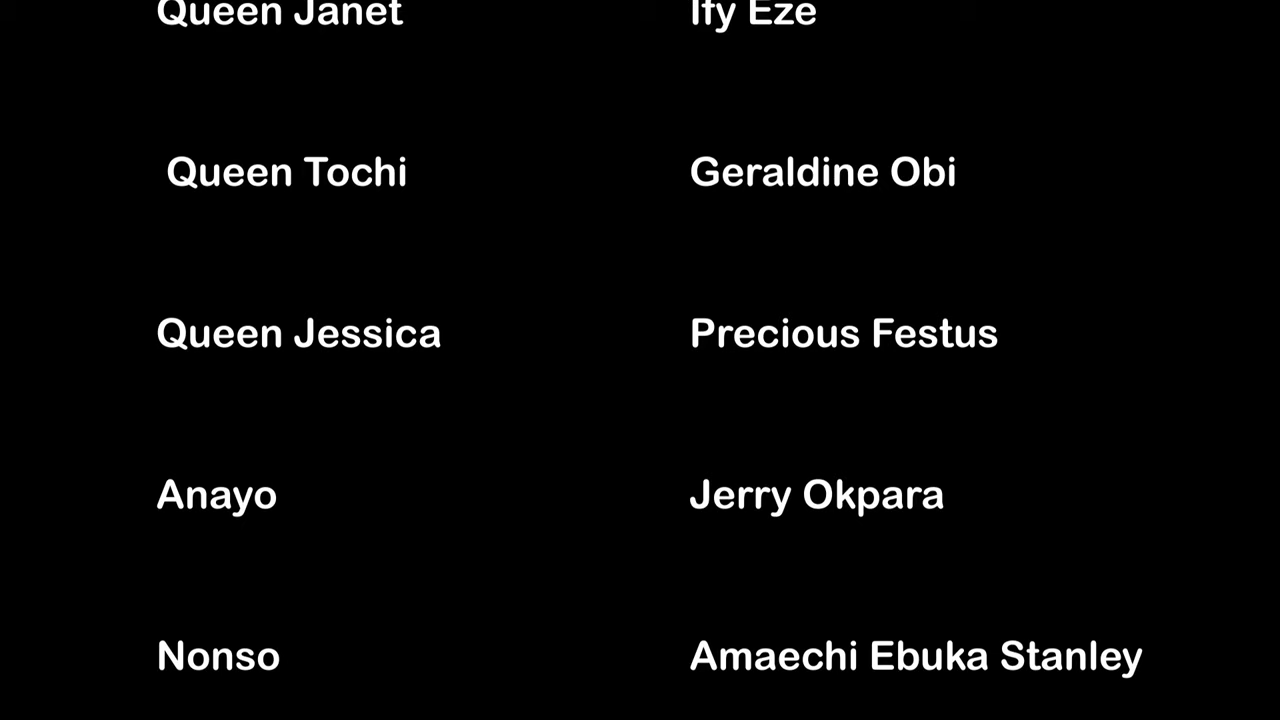 Queen Janet Ify Eze
Queen Tochi Geraldine Obi
Queen Jessica Precious Festus
Anayo Jerry Okpara
Nonso Amaechi Ebuka Stanley